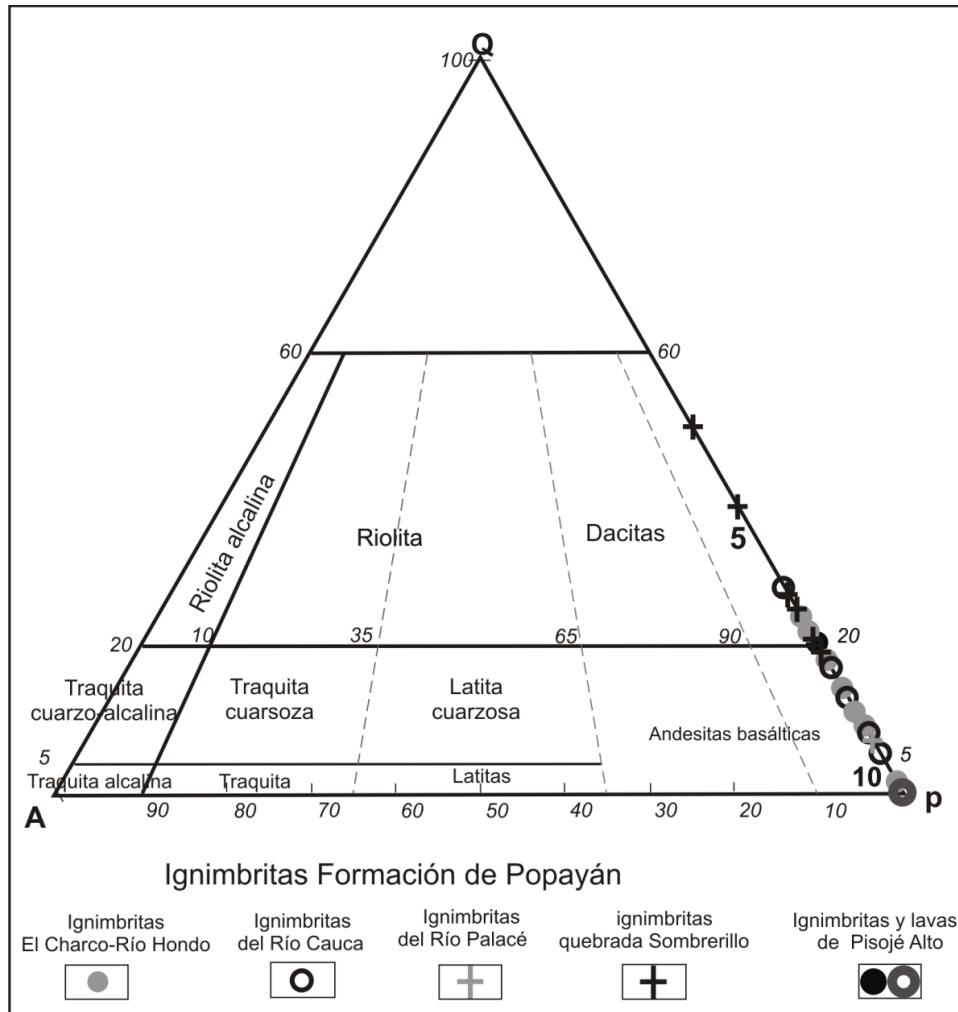 Q
100
60
60
5
Riolita alcalina
Riolita
Dacitas
20
10
35
65
90
20
Traquita
cuarzo-alcalina
Traquita
cuarsoza
Latita
cuarzosa
Andesitas basálticas
5
5
Traquita alcalina
Traquita
Latitas
10
A
90
80
70
60
50
40
30
20
10
p
Ignimbritas Formación de Popayán
Ignimbritas
El Charco-Río Hondo
Ignimbritas
del Río Cauca
Ignimbritas
del Río Palacé
ignimbritas
quebrada Sombrerillo
Ignimbritas y lavas
de Pisojé Alto